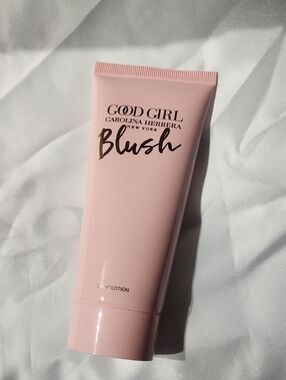 GOOD GIRL
CAROLINA HERRERA
NEW YORK
Blush
LOTION